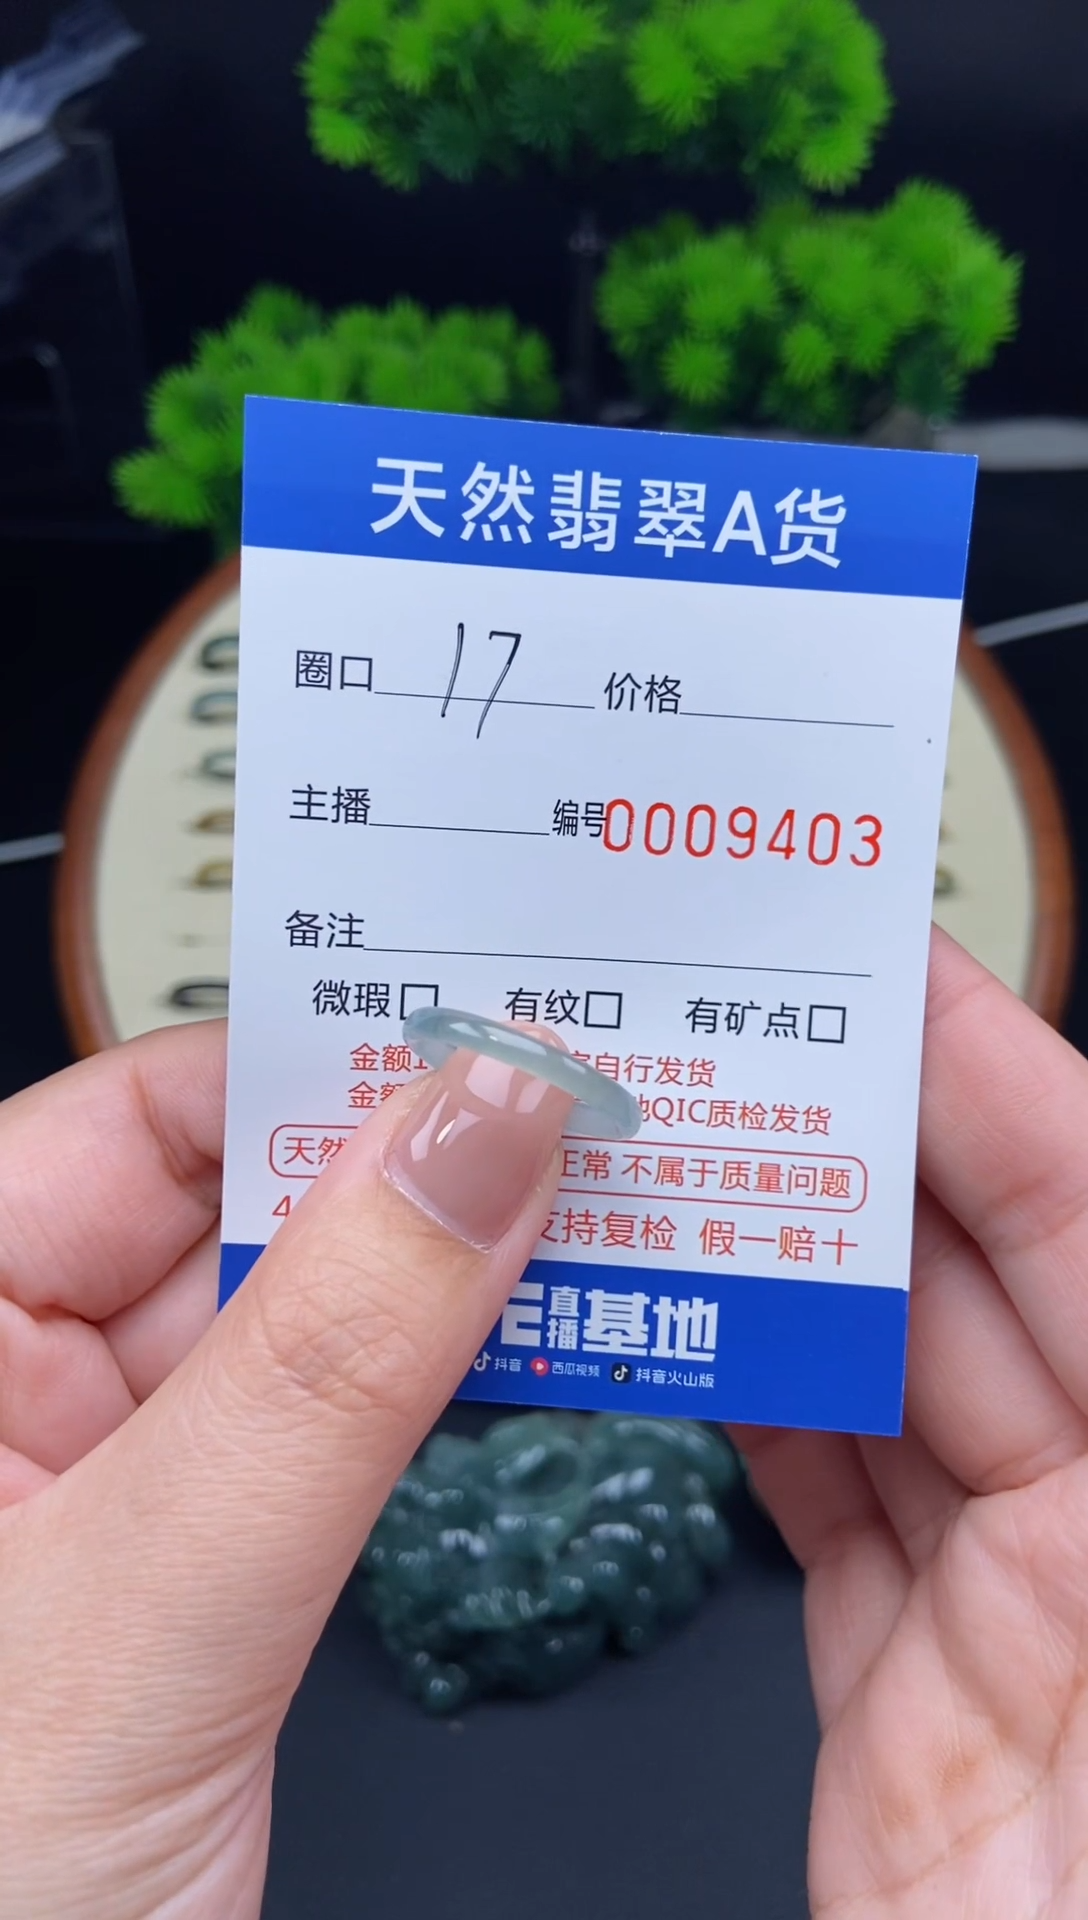 天然翡翠A货
圈口 17 价格
主播 编号0009403
备注
微瑕□ 有纹□ 有矿点□
金额 自行发货
金 QIC质检发货
天然 正常 不属于质量问题
4 支持复检 假一赔十
直播基地
抖音 西瓜视频 抖音火山版